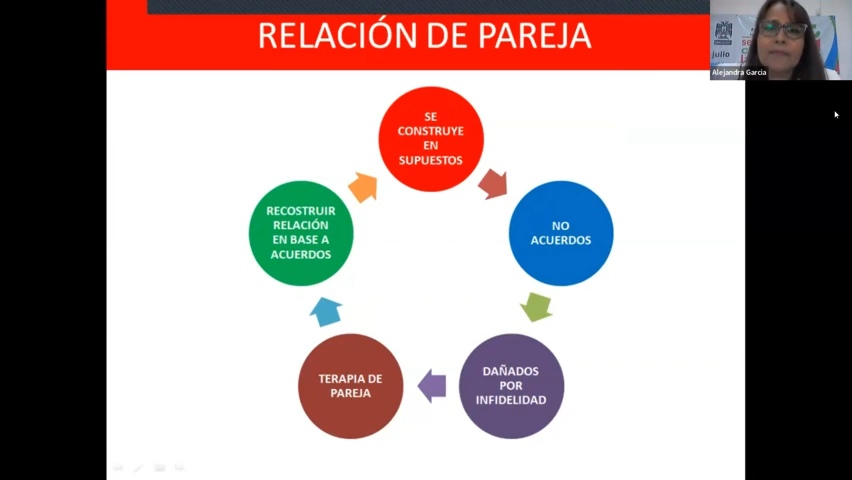 RELACIÓN DE PAREJA
julio
Alejandra Garcia
SE
CONSTRUYE
EN
SUPUESTOS
NO
ACUERDOS
DAÑADOS
POR
INFIDELIDAD
TERAPIA DE
PAREJA
RECOSTRUIR
RELACIÓN
EN BASE A
ACUERDOS